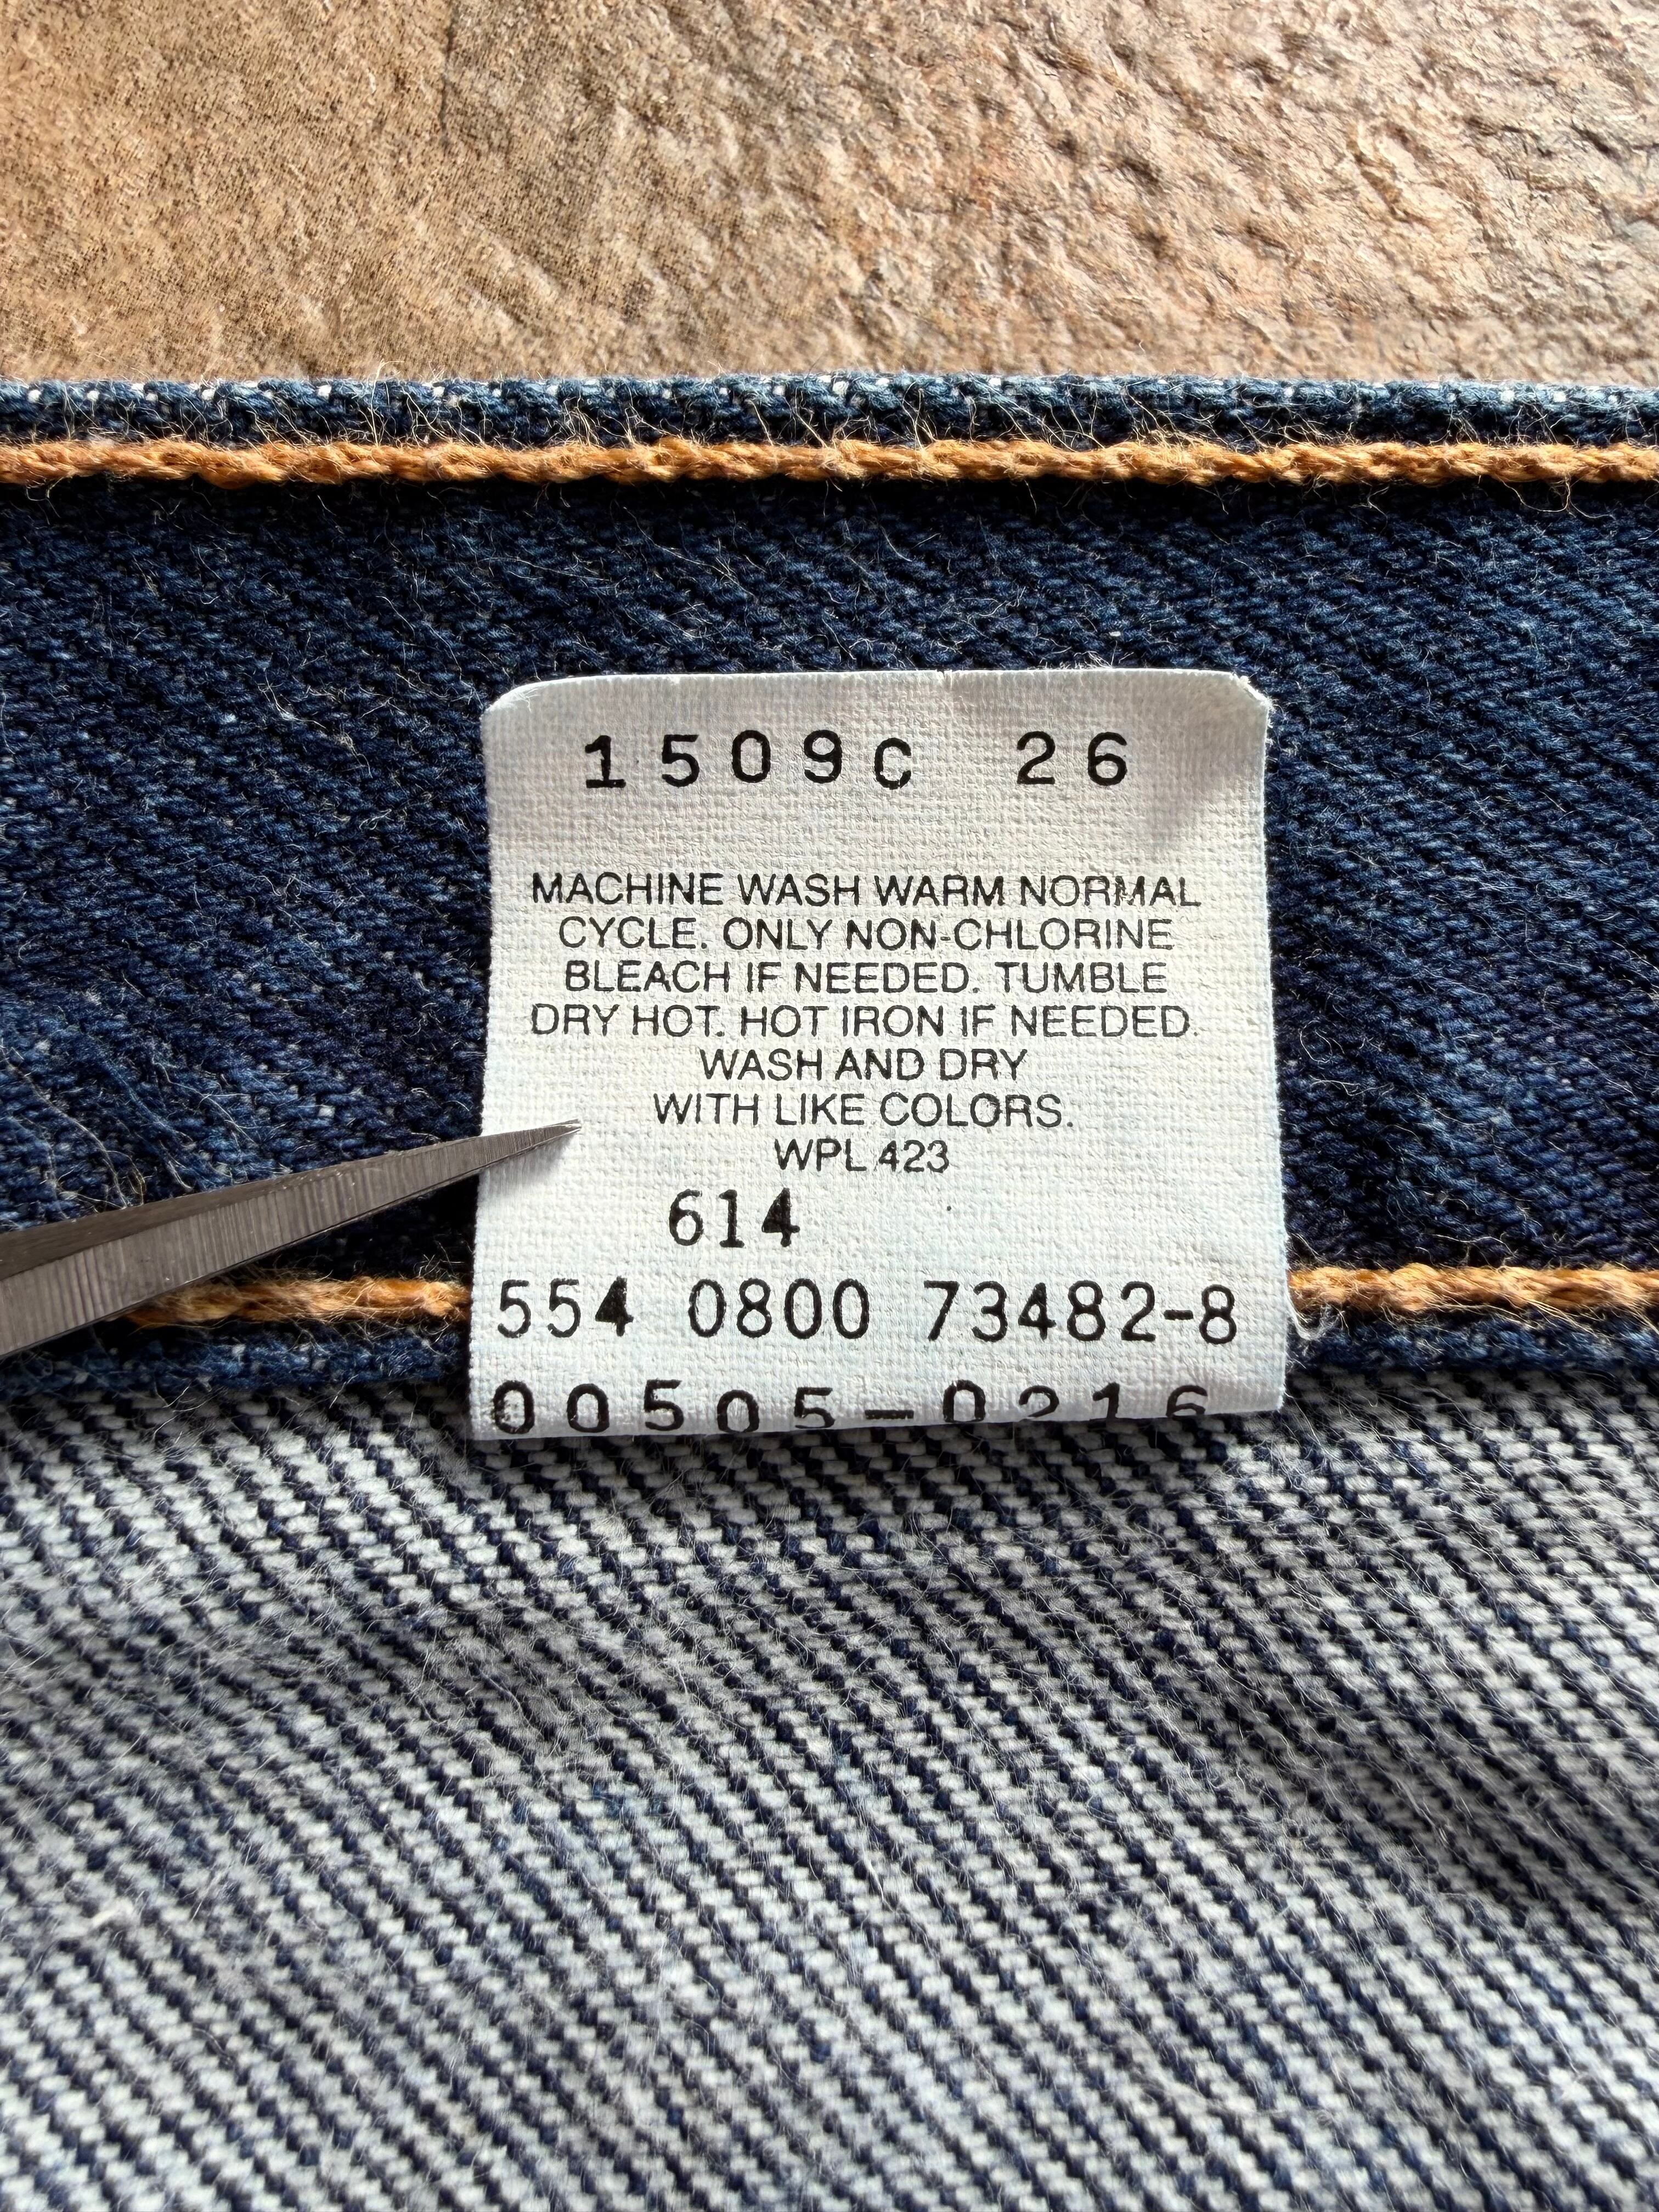 1509C 26
MACHINE WASH WARM NORMAL
CYCLE. ONLY NON-CHLORINE
BLEACH IF NEEDED. TUMBLE
DRY HOT. HOT IRON IF NEEDED.
WASH AND DRY
WITH LIKE COLORS.
WPL 423
614
554 0800 73482-8
00505-0216